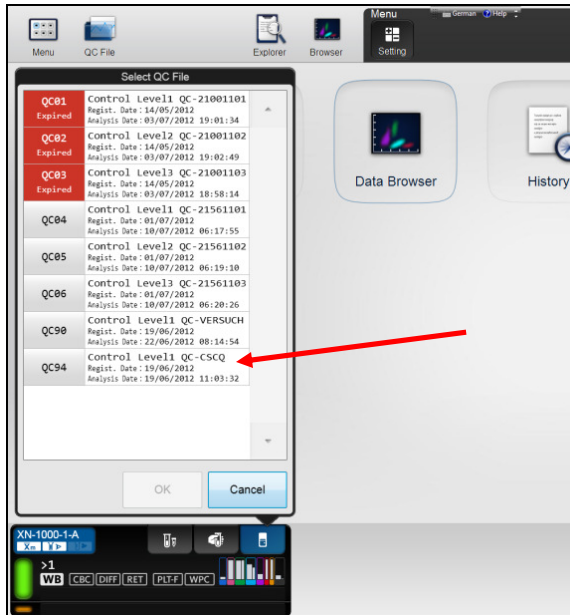 Menu
QC File
Explorer
Browser
Menu
German
Help
Setting
Select QC File
QC01
Expired
Control Level1 QC-21001101
Regist. Date : 14/05/2012
Analysis Date : 03/07/2012 19:01:34
QC02
Expired
Control Level2 QC-21001102
Regist. Date : 14/05/2012
Analysis Date : 03/07/2012 19:02:49
QC03
Expired
Control Level3 QC-21001103
Regist. Date : 14/05/2012
Analysis Date : 03/07/2012 18:58:14
QC04
Control Level1 QC-21561101
Regist. Date : 01/07/2012
Analysis Date : 10/07/2012 06:17:55
QC05
Control Level2 QC-21561102
Regist. Date : 01/07/2012
Analysis Date : 10/07/2012 06:19:10
QC06
Control Level3 QC-21561103
Regist. Date : 01/07/2012
Analysis Date : 10/07/2012 06:20:26
QC90
Control Level1 QC-VERSUCH
Regist. Date : 19/06/2012
Analysis Date : 22/06/2012 08:14:54
QC94
Control Level1 QC-CSCQ
Regist. Date : 19/06/2012
Analysis Date : 19/06/2012 11:03:32
OK
Cancel
Data Browser
History
XN-1000-1-A
>1
WB CBC DIFF RET PLT-F WPC